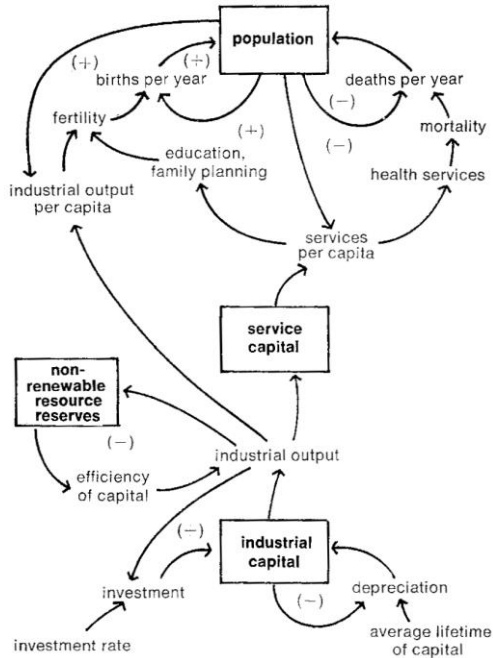 population
(+)
(+)
births per year
(−)
deaths per year
fertility
(+)
(−)
mortality
education,
family planning
health services
industrial output
per capita
services
per capita
service
capital
non-
renewable
resource
reserves
(−)
industrial output
efficiency
of capital
(−)
industrial
capital
investment
(−)
depreciation
investment rate
average lifetime
of capital